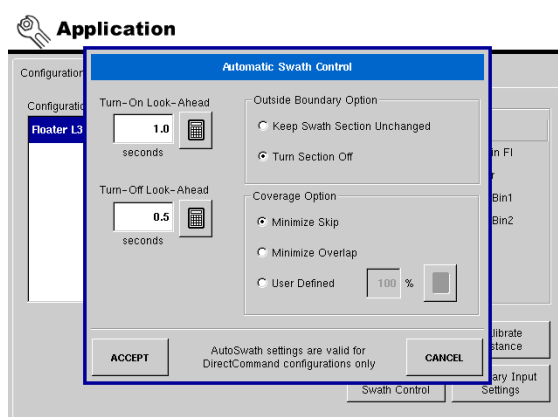 Application
Configuration
Automatic Swath Control
Configuratio
Floater L3
Turn-On Look-Ahead
1.0
seconds
Turn-Off Look-Ahead
0.5
seconds
Outside Boundary Option
Keep Swath Section Unchanged
Turn Section Off
Coverage Option
Minimize Skip
Minimize Overlap
User Defined
100 %
in Fl
r
Bin1
Bin2
ACCEPT
AutoSwath settings are valid for
DirectCommand configurations only
CANCEL
librate
stance
Swath Control
ary Input
Settings